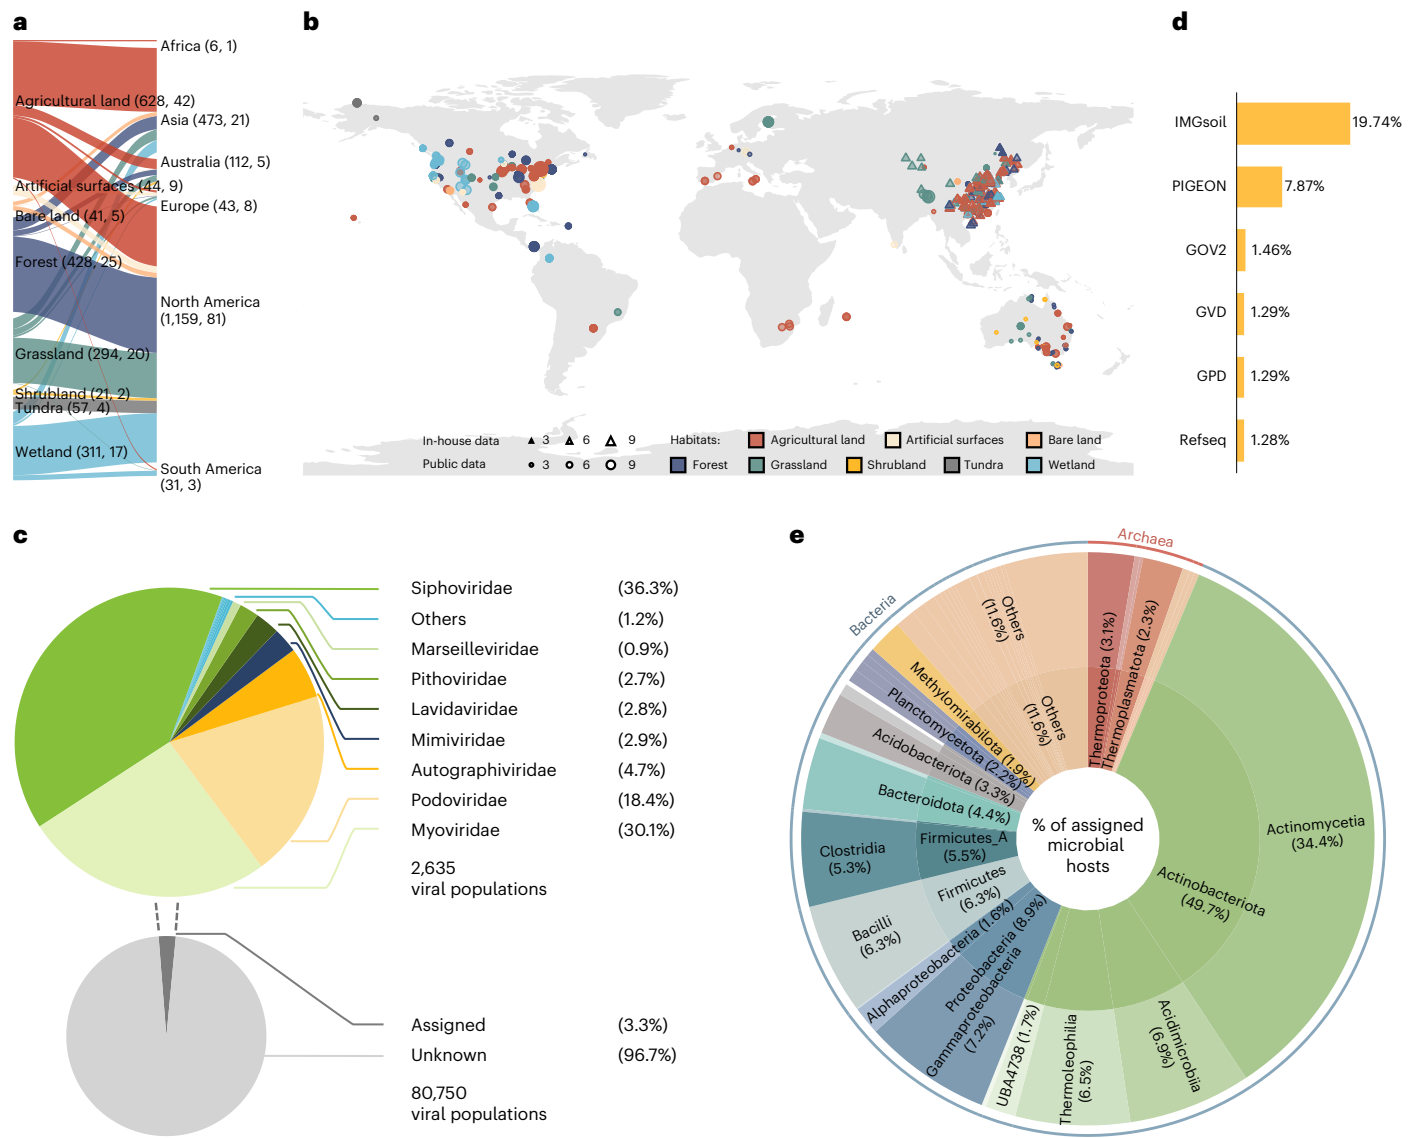 a
Africa (6, 1)
Agricultural land (628, 42)
Asia (473, 21)
Australia (112, 5)
Artificial surfaces (44, 9)
Europe (43, 8)
Bare land (41, 5)
Forest (428, 25)
North America
(1,159, 81)
Grassland (294, 20)
Shrubland (21, 2)
Tundra (57, 4)
Wetland (311, 17)
South America
(31, 3)
b
In-house data 3 6 9
Public data 3 6 9
Habitats: Agricultural land Artificial surfaces Bare land
Forest Grassland Shrubland Tundra Wetland
d
IMGsoil 19.74%
PIGEON 7.87%
GOV2 1.46%
GVD 1.29%
GPD 1.29%
Refseq 1.28%
c
Siphoviridae (36.3%)
Others (1.2%)
Marseilleviridae (0.9%)
Pithoviridae (2.7%)
Lavidaviridae (2.8%)
Mimiviridae (2.9%)
Autographiviridae (4.7%)
Podoviridae (18.4%)
Myoviridae (30.1%)
2,635
viral populations
Assigned (3.3%)
Unknown (96.7%)
80,750
viral populations
e
Archaea
Bacteria
% of assigned
microbial
hosts
Thermoproteota (3.1%)
Thermoplasmatota (2.3%)
Actinomycetia
(34.4%)
Actinobacteriota
(49.7%)
Acidimicrobiia
(6.9%)
Thermoleophilia
(6.5%)
UBA4738 (1.7%)
Proteobacteria (8.9%)
Gammaproteobacteria
(7.2%)
Alphaproteobacteria (1.6%)
Firmicutes
(6.3%)
Bacilli
(6.3%)
Firmicutes_A
(5.5%)
Clostridia
(5.3%)
Bacteroidota (4.4%)
Acidobacteriota (3.3%)
Planctomycetota (2.2%)
Methylomirabilota (1.9%)
Others
(11.6%)
Others
(11.6%)